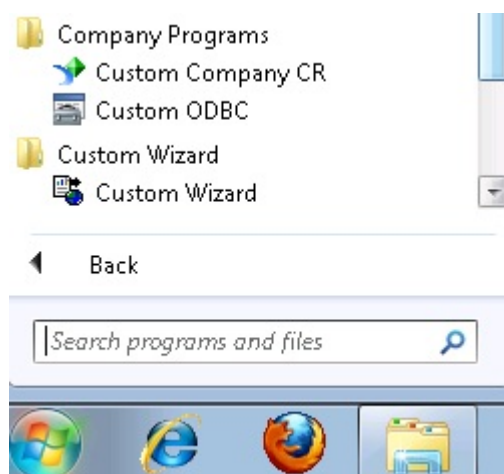 Company Programs
Custom Company CR
Custom ODBC
Custom Wizard
Custom Wizard
Back
Search programs and files